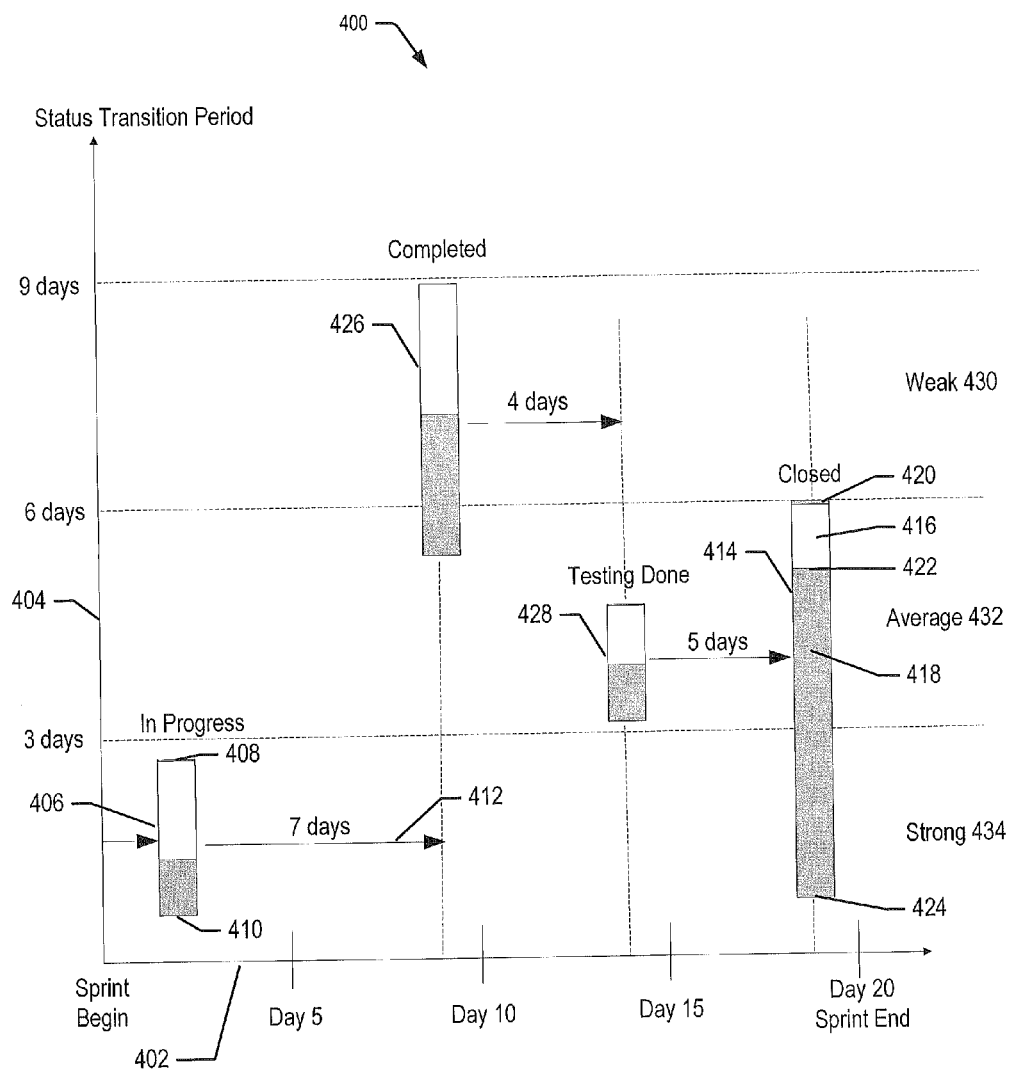 400
Status Transition Period
Completed
9 days
426
Weak 430
4 days
Closed
420
6 days
416
414
422
Testing Done
404
428
Average 432
5 days
418
In Progress
3 days
408
406
412
7 days
Strong 434
424
410
Sprint
Begin
Day 5
Day 10
Day 15
Day 20
Sprint End
402